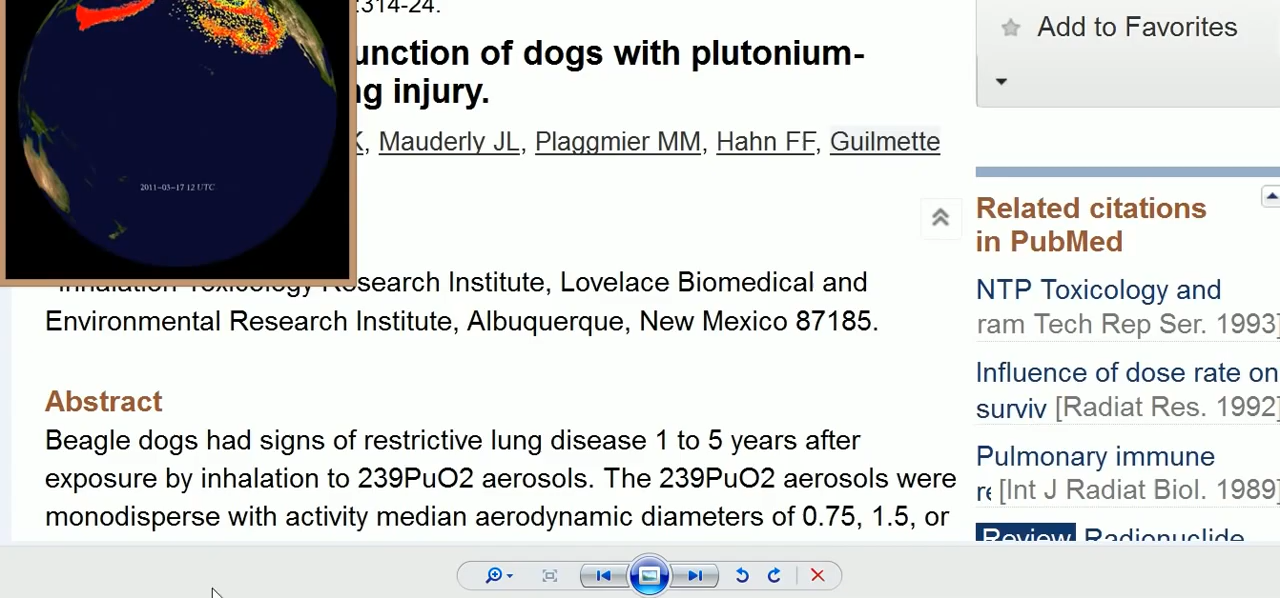 :314-24.
unction of dogs with plutonium-
ng injury.
K, Mauderly JL, Plaggmier MM, Hahn FF, Guilmette
2011-03-17 12 UTC
Inhalation Toxicology Research Institute, Lovelace Biomedical and
Environmental Research Institute, Albuquerque, New Mexico 87185.
Abstract
Beagle dogs had signs of restrictive lung disease 1 to 5 years after
exposure by inhalation to 239PuO2 aerosols. The 239PuO2 aerosols were
monodisperse with activity median aerodynamic diameters of 0.75, 1.5, or
Add to Favorites
Related citations
in PubMed
NTP Toxicology and
ram Tech Rep Ser. 1993]
Influence of dose rate on
surviv [Radiat Res. 1992]
Pulmonary immune
re [Int J Radiat Biol. 1989]
Review Radionuclide